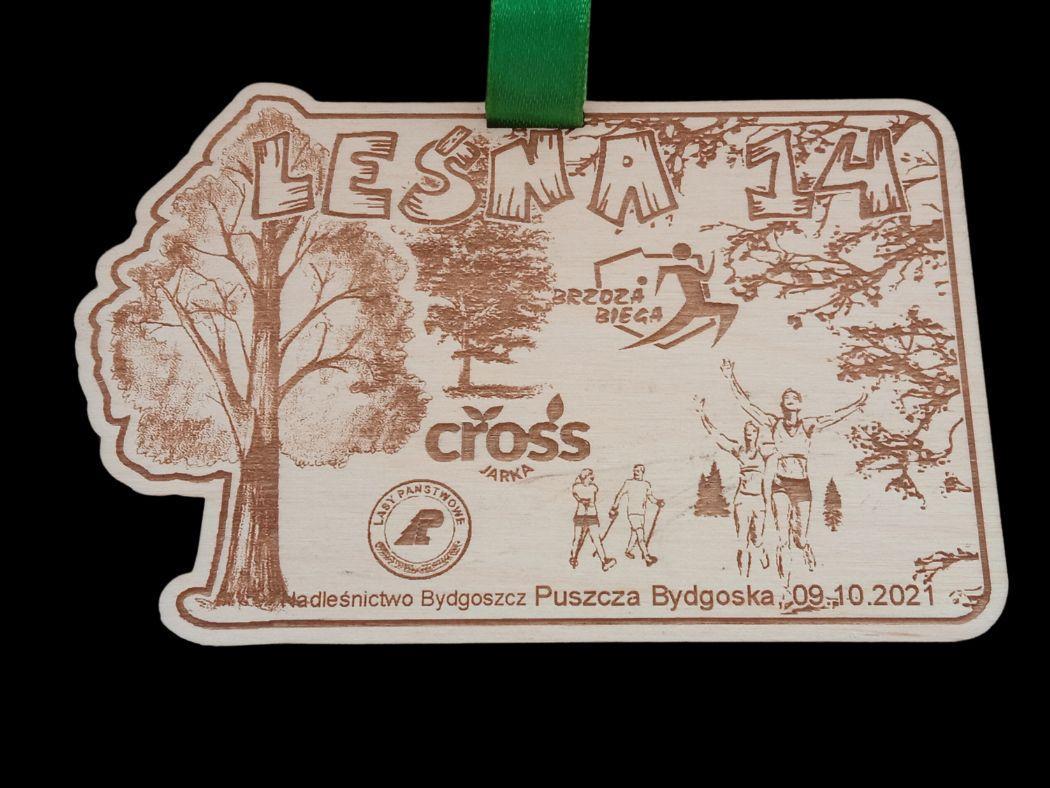 LEŚNA 14
BRZOZA
BIEGA
cross
JARKA
LASY PAŃSTWOWE
Nadleśnictwo Bydgoszcz Puszcza Bydgoska, 09.10.2021